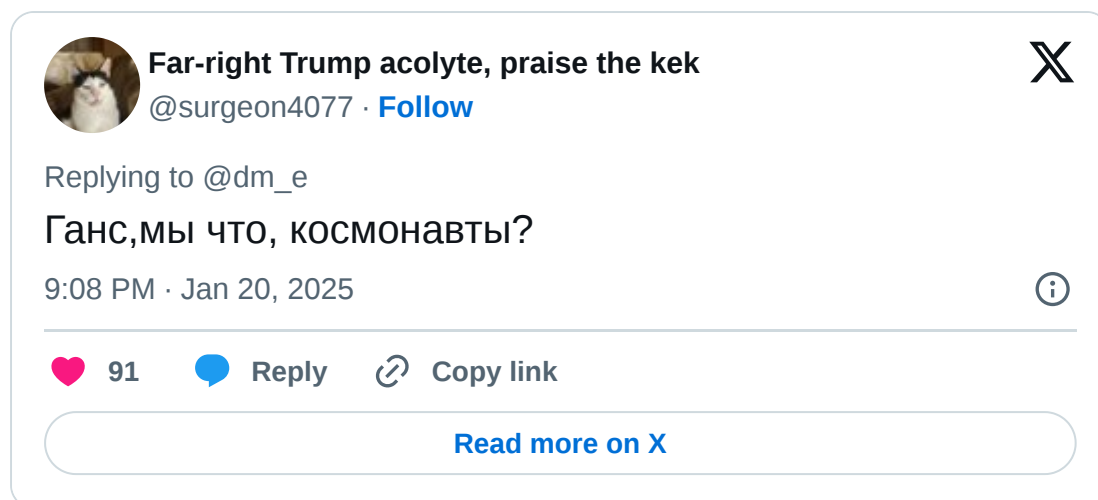 Far-right Trump acolyte, praise the kek
@surgeon4077 · Follow
Replying to @dm_e
Ганс,мы что, космонавты?
9:08 PM · Jan 20, 2025
91 Reply Copy link
Read more on X